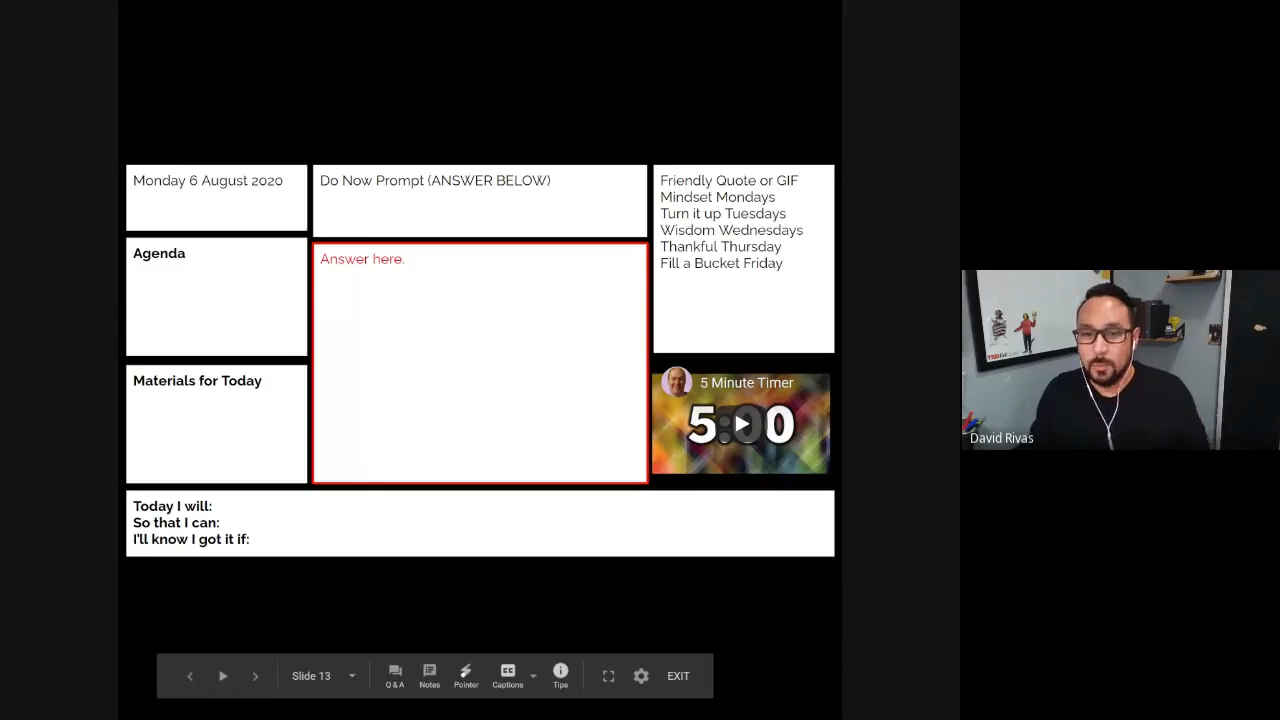 Monday 6 August 2020
Do Now Prompt (ANSWER BELOW)
Friendly Quote or GIF
Mindset Mondays
Turn it up Tuesdays
Wisdom Wednesdays
Thankful Thursday
Fill a Bucket Friday
Agenda
Answer here.
Materials for Today
5 Minute Timer
5:00
Today I will:
So that I can:
I'll know I got it if:
David Rivas
Slide 13
Q & A
Notes
Pointer
CC
Captions
Tips
EXIT